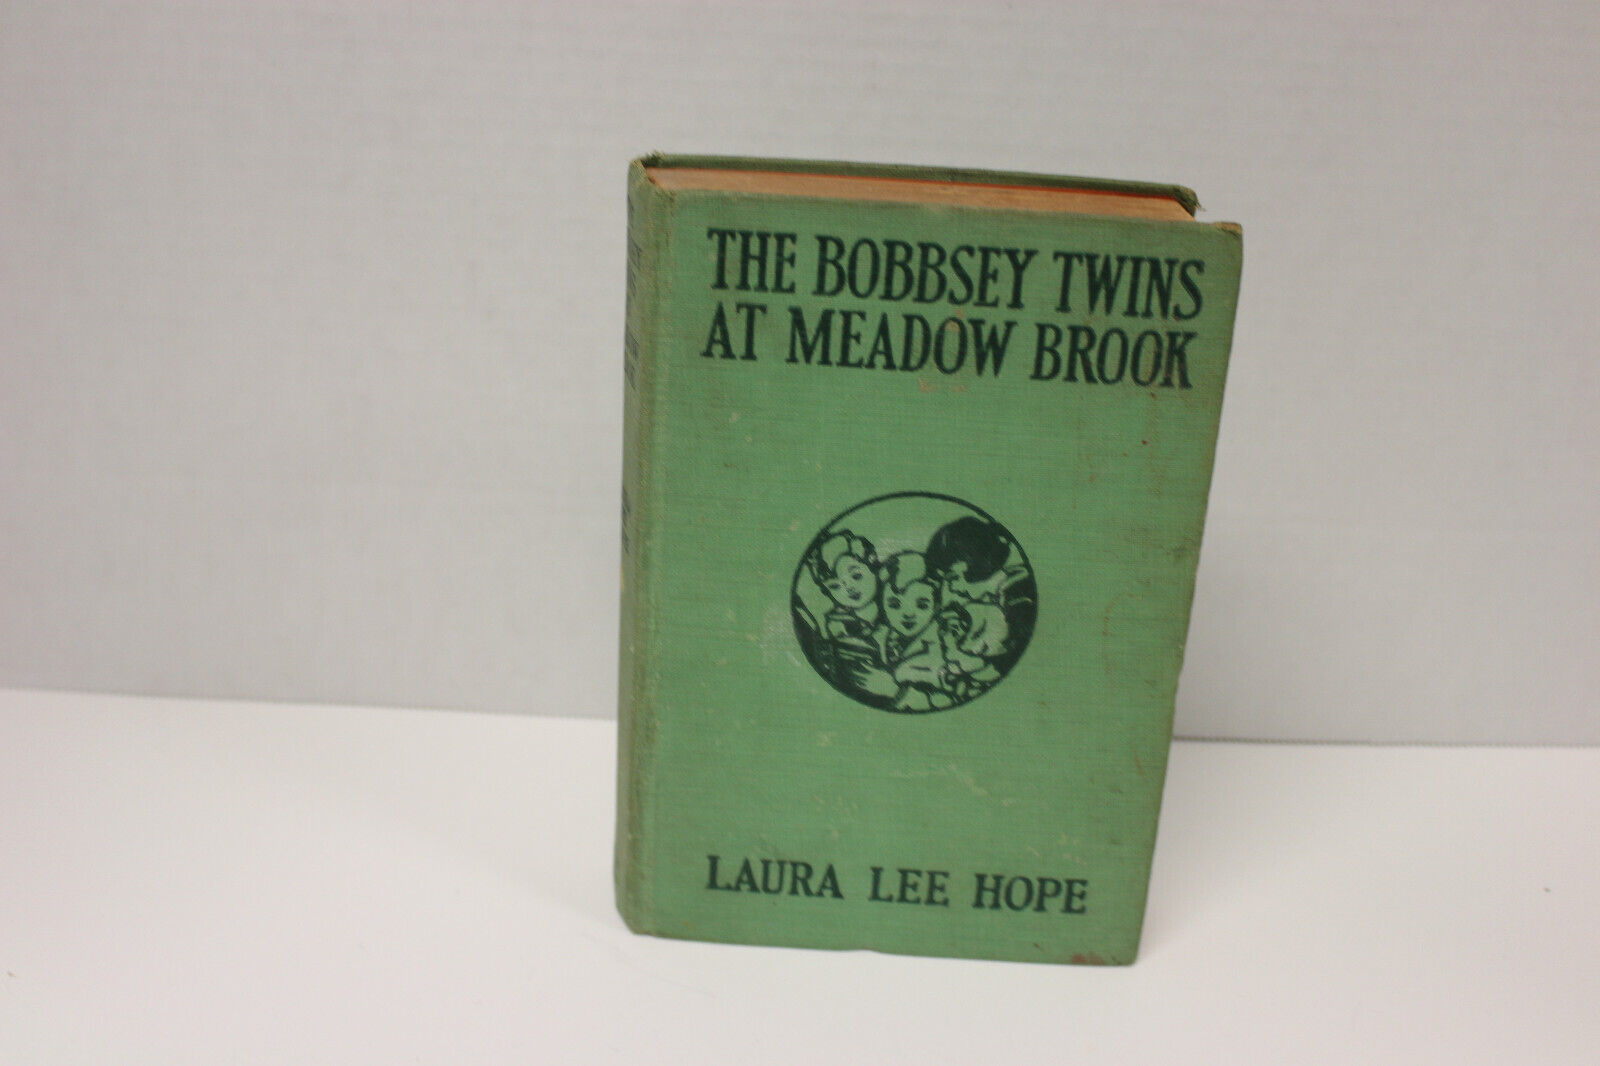 THE BOBBSEY TWINS
AT MEADOW BROOK
LAURA LEE HOPE